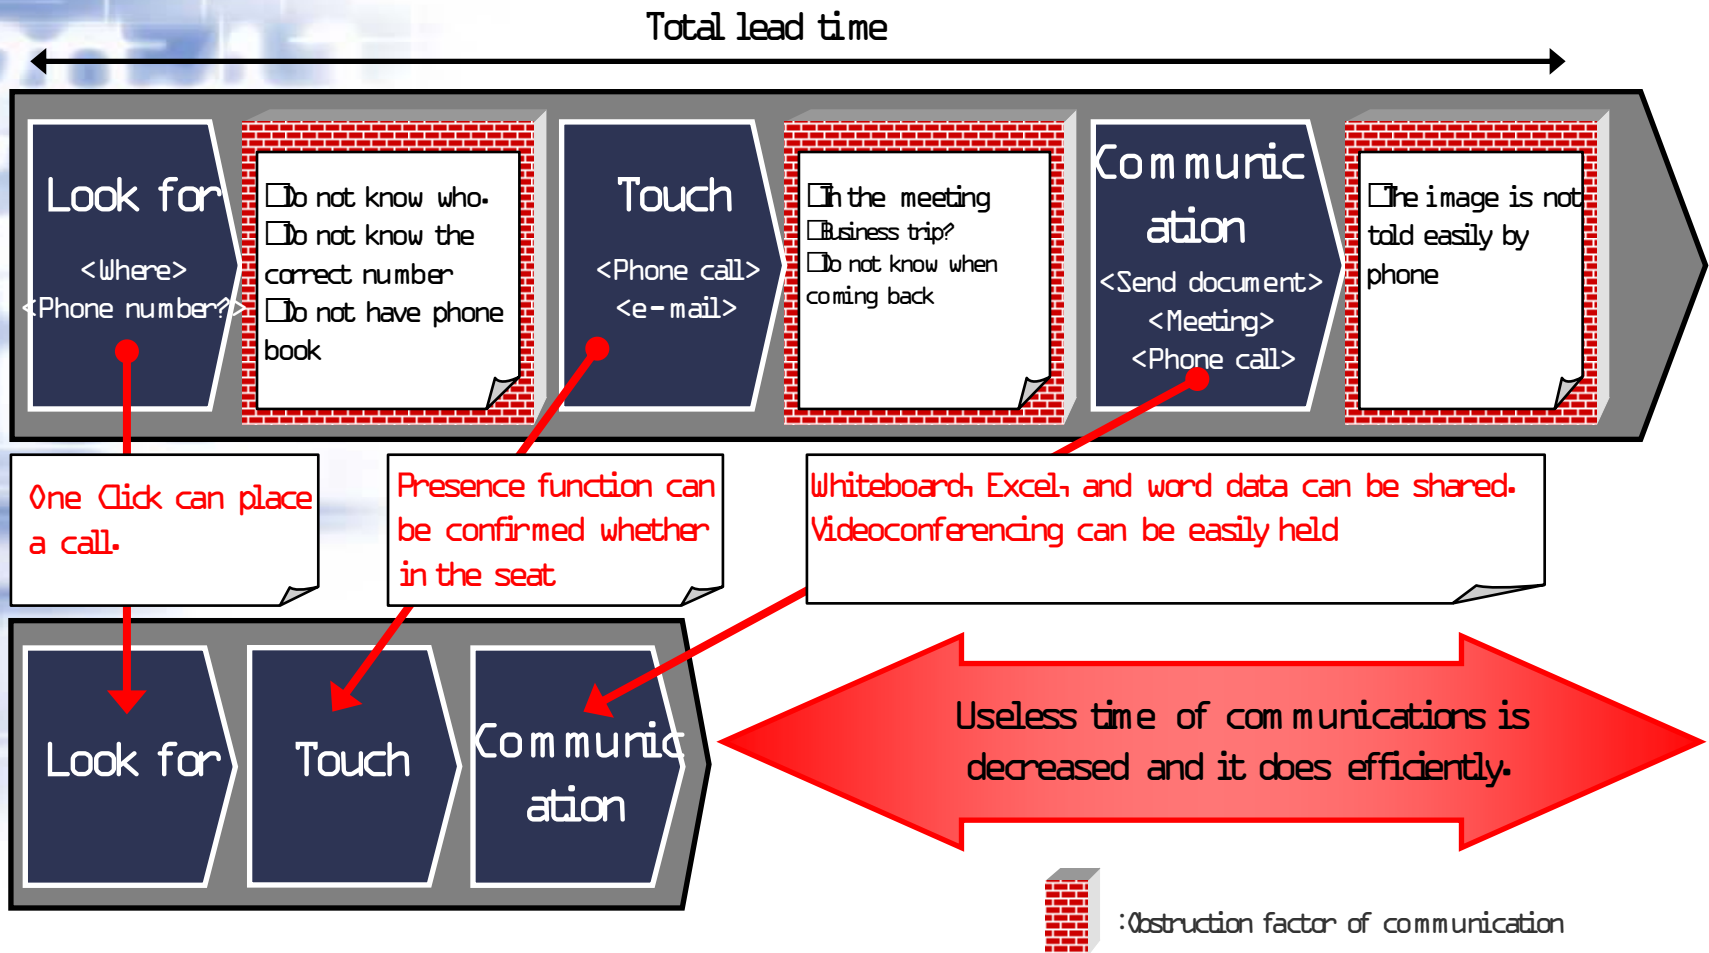 Total lead time
Look for
<Where>
<Phone number?>
□Do not know who.
□Do not know the
correct number
□Do not have phone
book
Touch
<Phone call>
<e-mail>
□In the meeting
□Business trip?
□Do not know when
coming back
Communic
ation
<Send document>
<Meeting>
<Phone call>
□The image is not
told easily by
phone
One Click can place
a call.
Presence function can
be confirmed whether
in the seat
Whiteboard, Excel, and word data can be shared.
Videoconferencing can be easily held
Look for
Touch
Communic
ation
Useless time of communications is
decreased and it does efficiently.
:Obstruction factor of communication